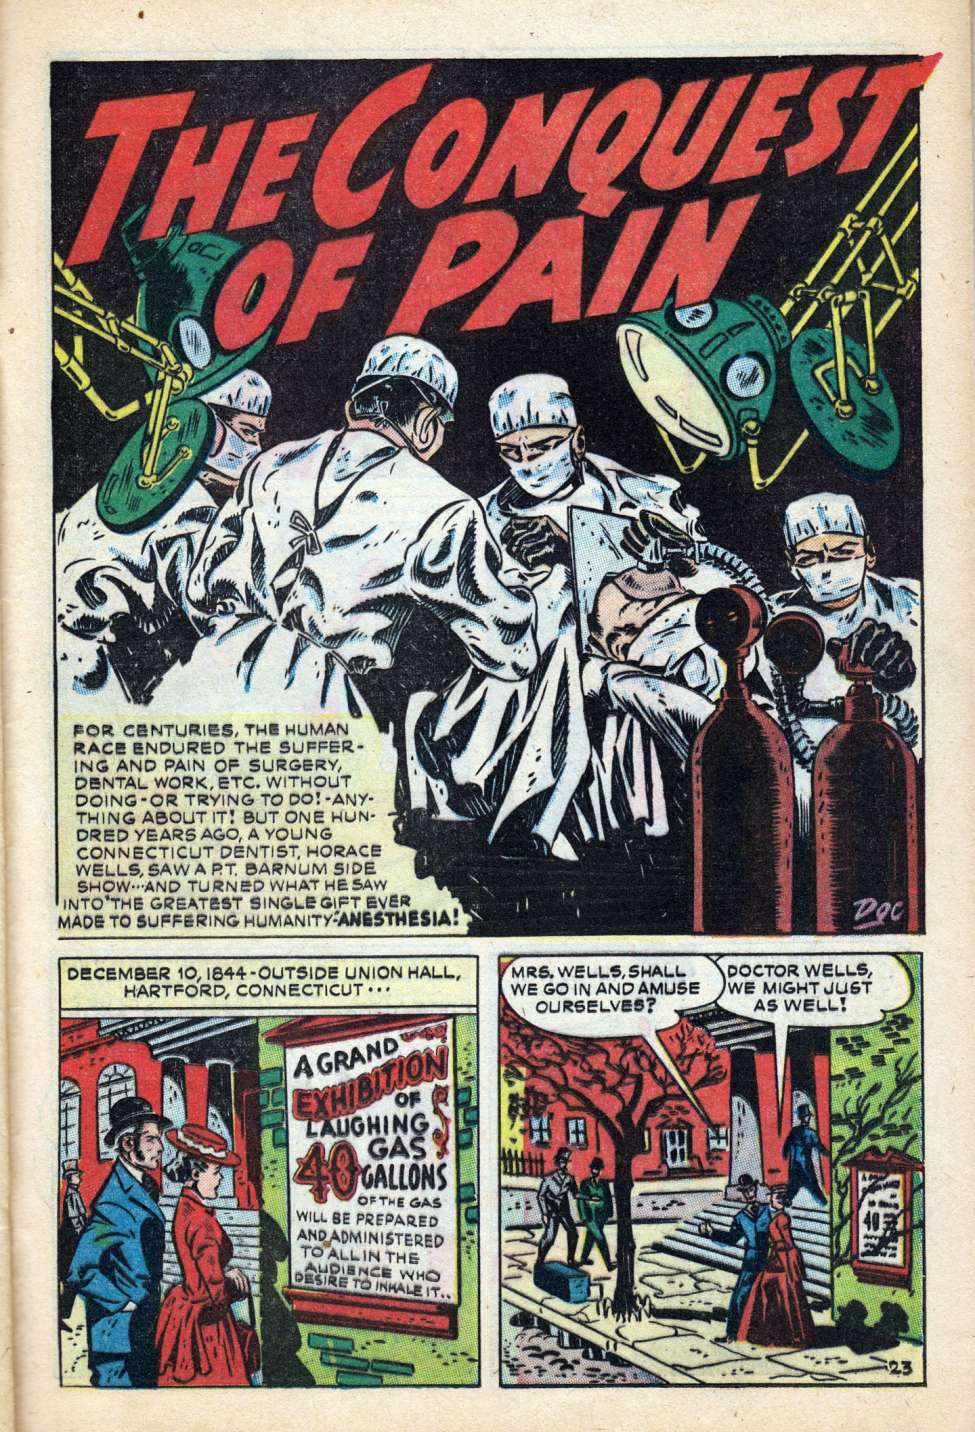 THE CONQUEST
OF PAIN
FOR CENTURIES, THE HUMAN
RACE ENDURED THE SUFFER-
ING AND PAIN OF SURGERY,
DENTAL WORK, ETC. WITHOUT
DOING-OR TRYING TO DO!-ANY-
THING ABOUT IT! BUT ONE HUN-
DRED YEARS AGO, A YOUNG
CONNECTICUT DENTIST, HORACE
WELLS, SAW A P.T. BARNUM SIDE
SHOW...AND TURNED WHAT HE SAW
INTO "THE GREATEST SINGLE GIFT EVER
MADE TO SUFFERING HUMANITY-"ANESTHESIA!
DOC
DECEMBER 10, 1844-OUTSIDE UNION HALL,
HARTFORD, CONNECTICUT...
A GRAND
EXHIBITION
OF
LAUGHING
GAS
40 GALLONS
OF THE GAS
WILL BE PREPARED
AND ADMINISTERED
TO ALL IN THE
AUDIENCE WHO
DESIRE TO INHALE IT..
MRS. WELLS, SHALL
WE GO IN AND AMUSE
OURSELVES?
DOCTOR WELLS,
WE MIGHT JUST
AS WELL!
40
23